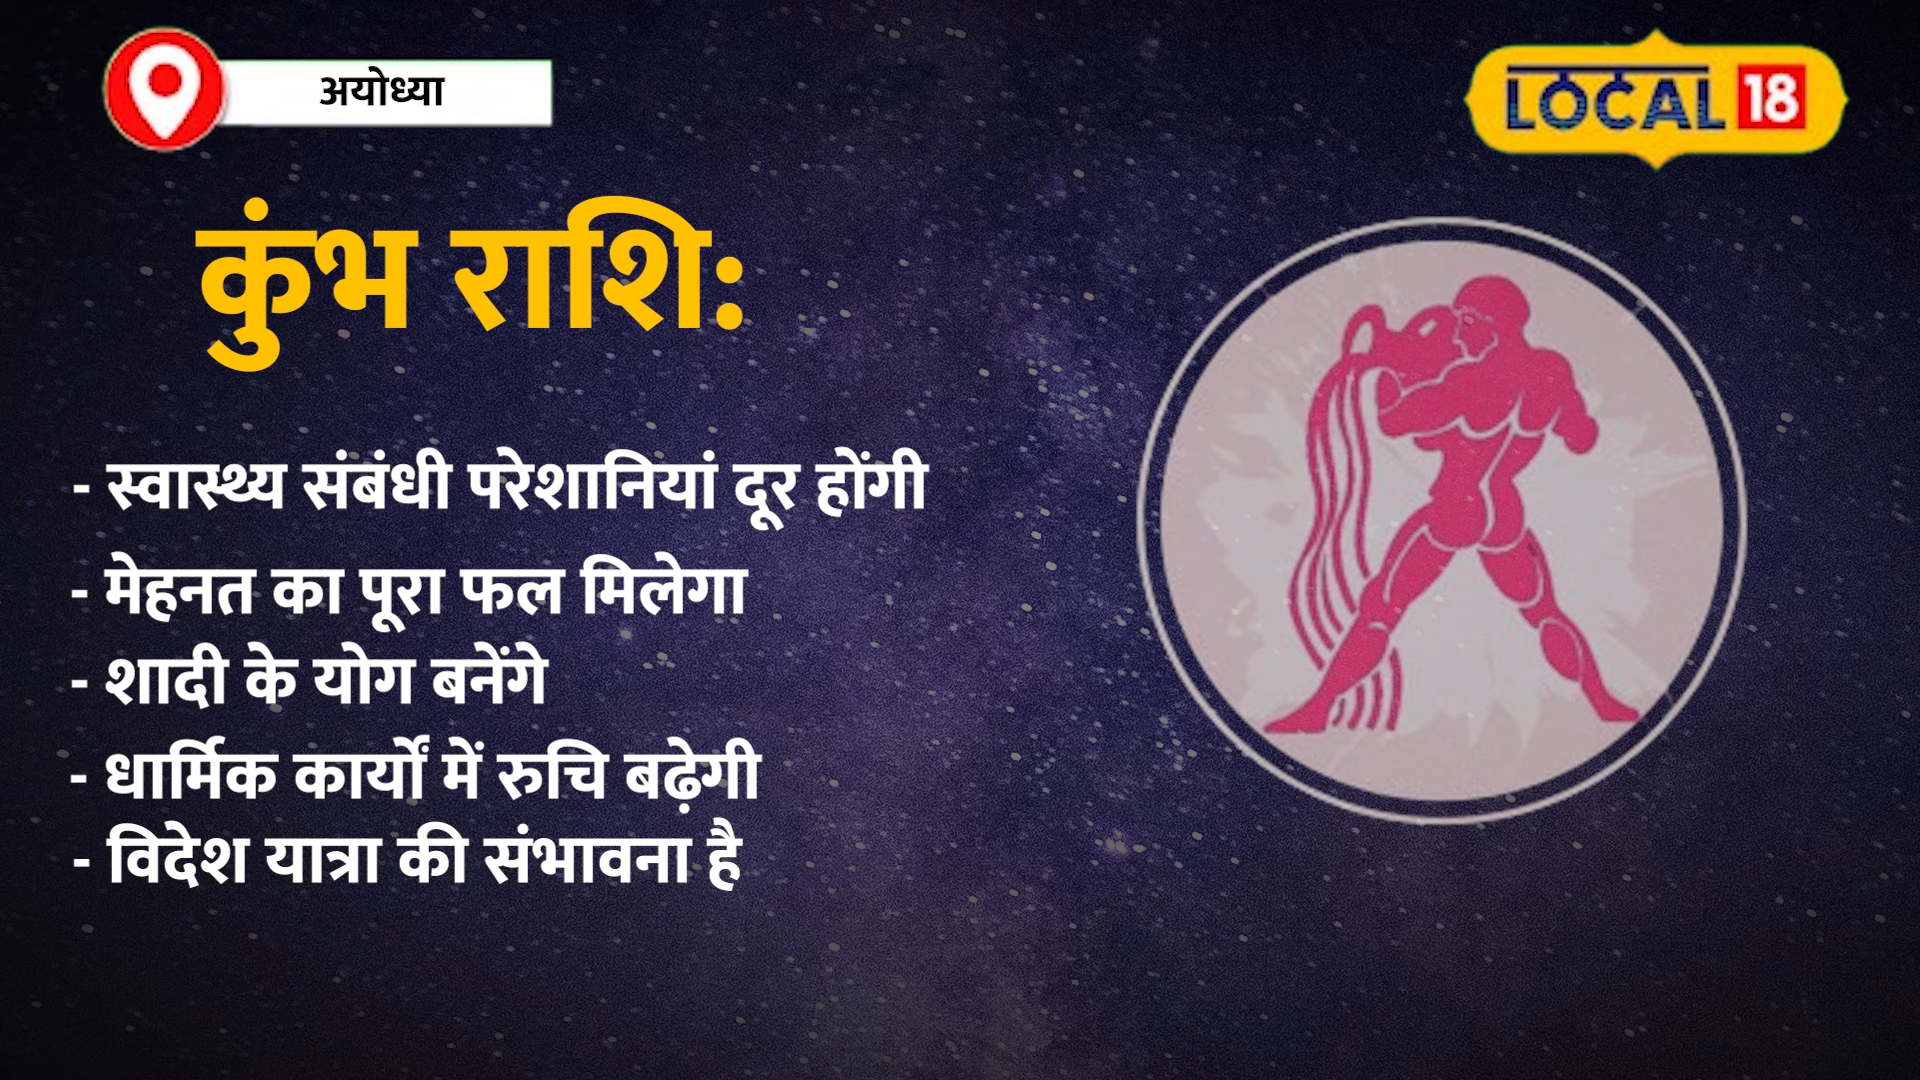 अयोध्या
LOCAL 18
कुंभ राशि:
- स्वास्थ्य संबंधी परेशानियां दूर होंगी
- मेहनत का पूरा फल मिलेगा
- शादी के योग बनेंगे
- धार्मिक कार्यों में रुचि बढ़ेगी
- विदेश यात्रा की संभावना है